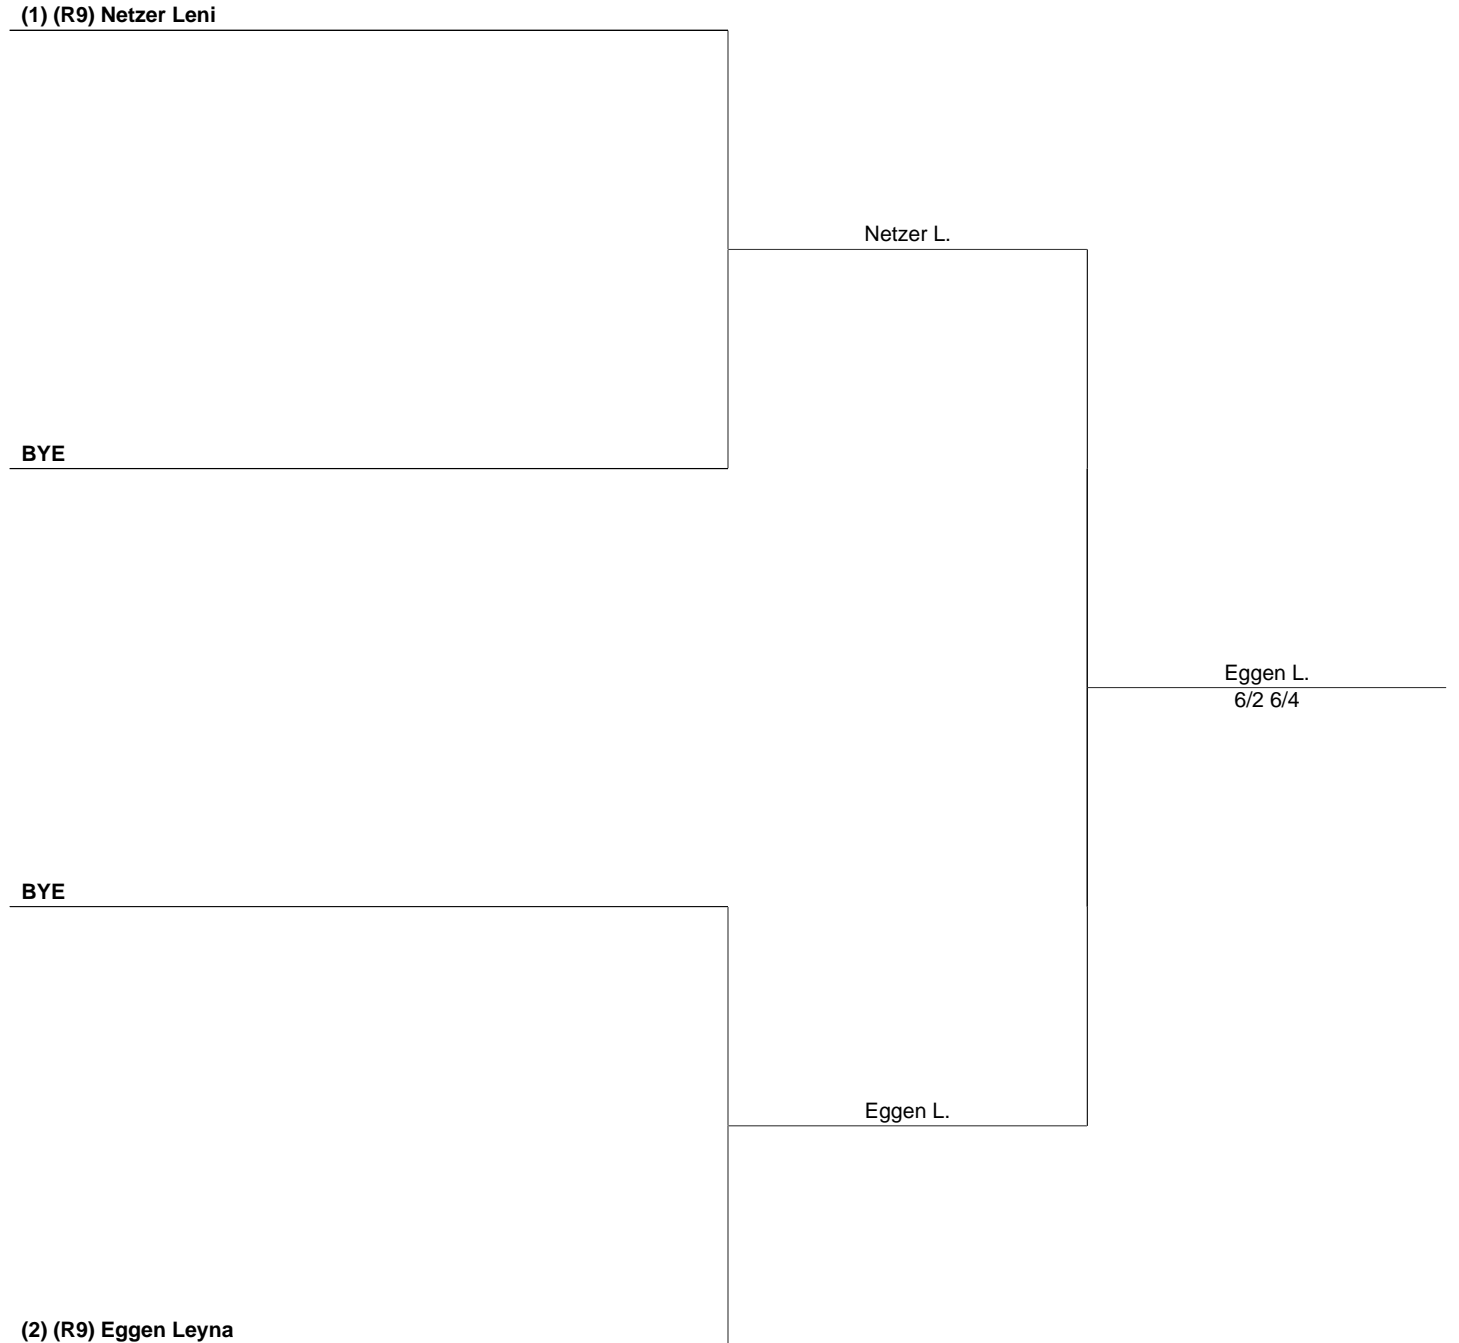 (1) (R9) Netzer Leni
Netzer L.
BYE
Eggen L.
6/2 6/4
BYE
Eggen L.
(2) (R9) Eggen Leyna